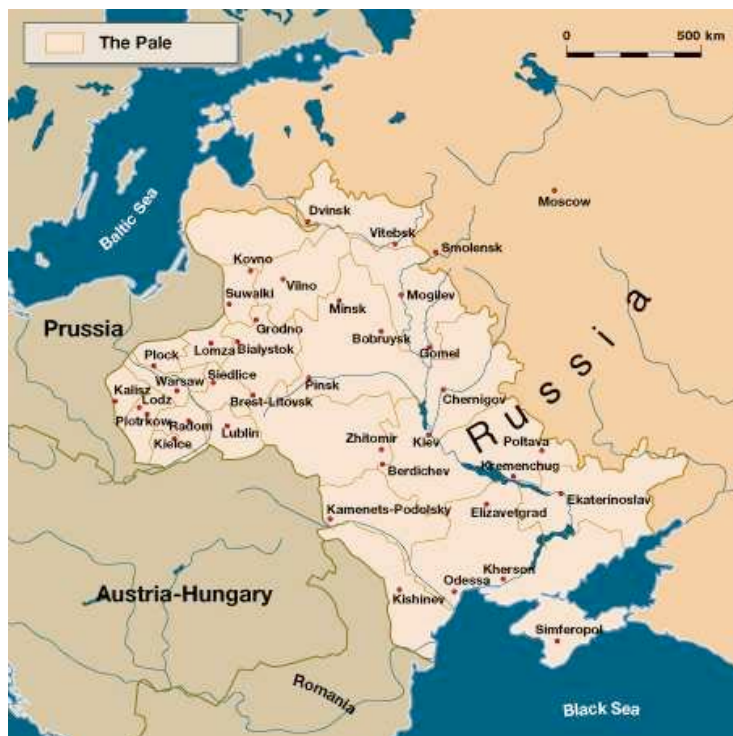 The Pale
0 500 km
Moscow
Baltic Sea
Dvinsk
Vitebsk
Smolensk
Kovno
Vilno
Suwalki
Mogilev
Minsk
Grodno
Prussia
Russia
Bobruysk
Lomza
Bialystok
Gomel
Plock
Siedlice
Warsaw
Pinsk
Kalisz
Lodz
Brest-Litovsk
Chernigov
Piotrkow
Radom
Lublin
Kielce
Zhitomir
Kiev
Poltava
Berdichev
Kremenchug
Ekaterinoslav
Kamenets-Podolsky
Elizavetgrad
Kherson
Odessa
Austria-Hungary
Kishinev
Simferopol
Romania
Black Sea